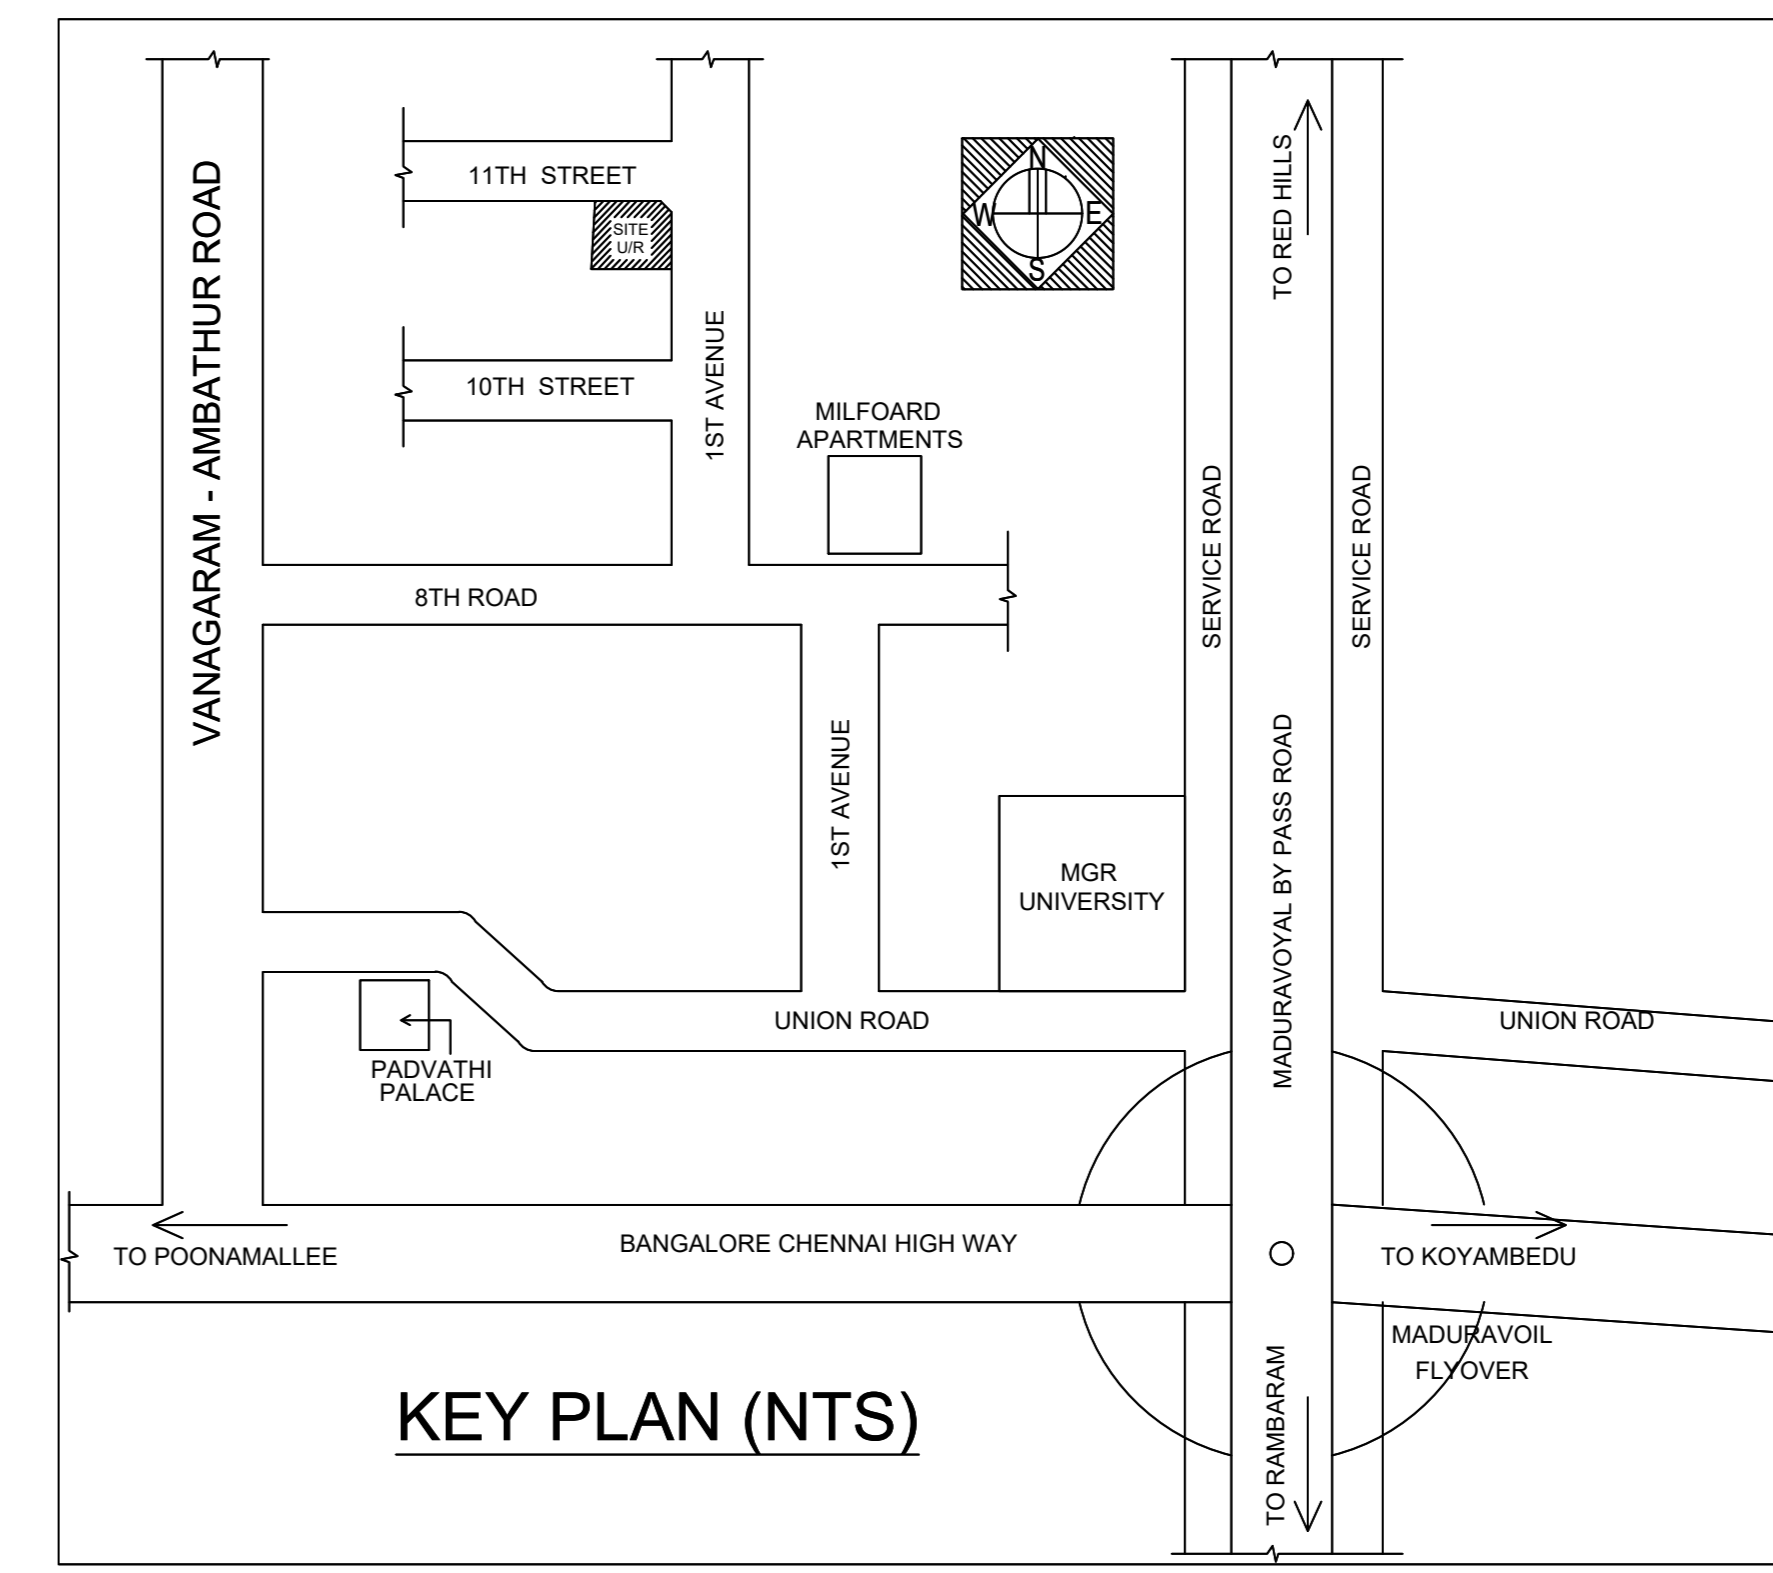 11TH STREET
SITE
U/R
N
W
E
S
TO RED HILLS
VANAGARAM - AMBATHUR ROAD
10TH STREET
1ST AVENUE
MILFOARD
APARTMENTS
SERVICE ROAD
SERVICE ROAD
8TH ROAD
1ST AVENUE
MADURAVOYAL BY PASS ROAD
MGR
UNIVERSITY
UNION ROAD
UNION ROAD
PADVATHI
PALACE
TO POONAMALLEE
BANGALORE CHENNAI HIGH WAY
TO KOYAMBEDU
MADURAVOIL
FLYOVER
TO RAMBARAM
KEY PLAN (NTS)